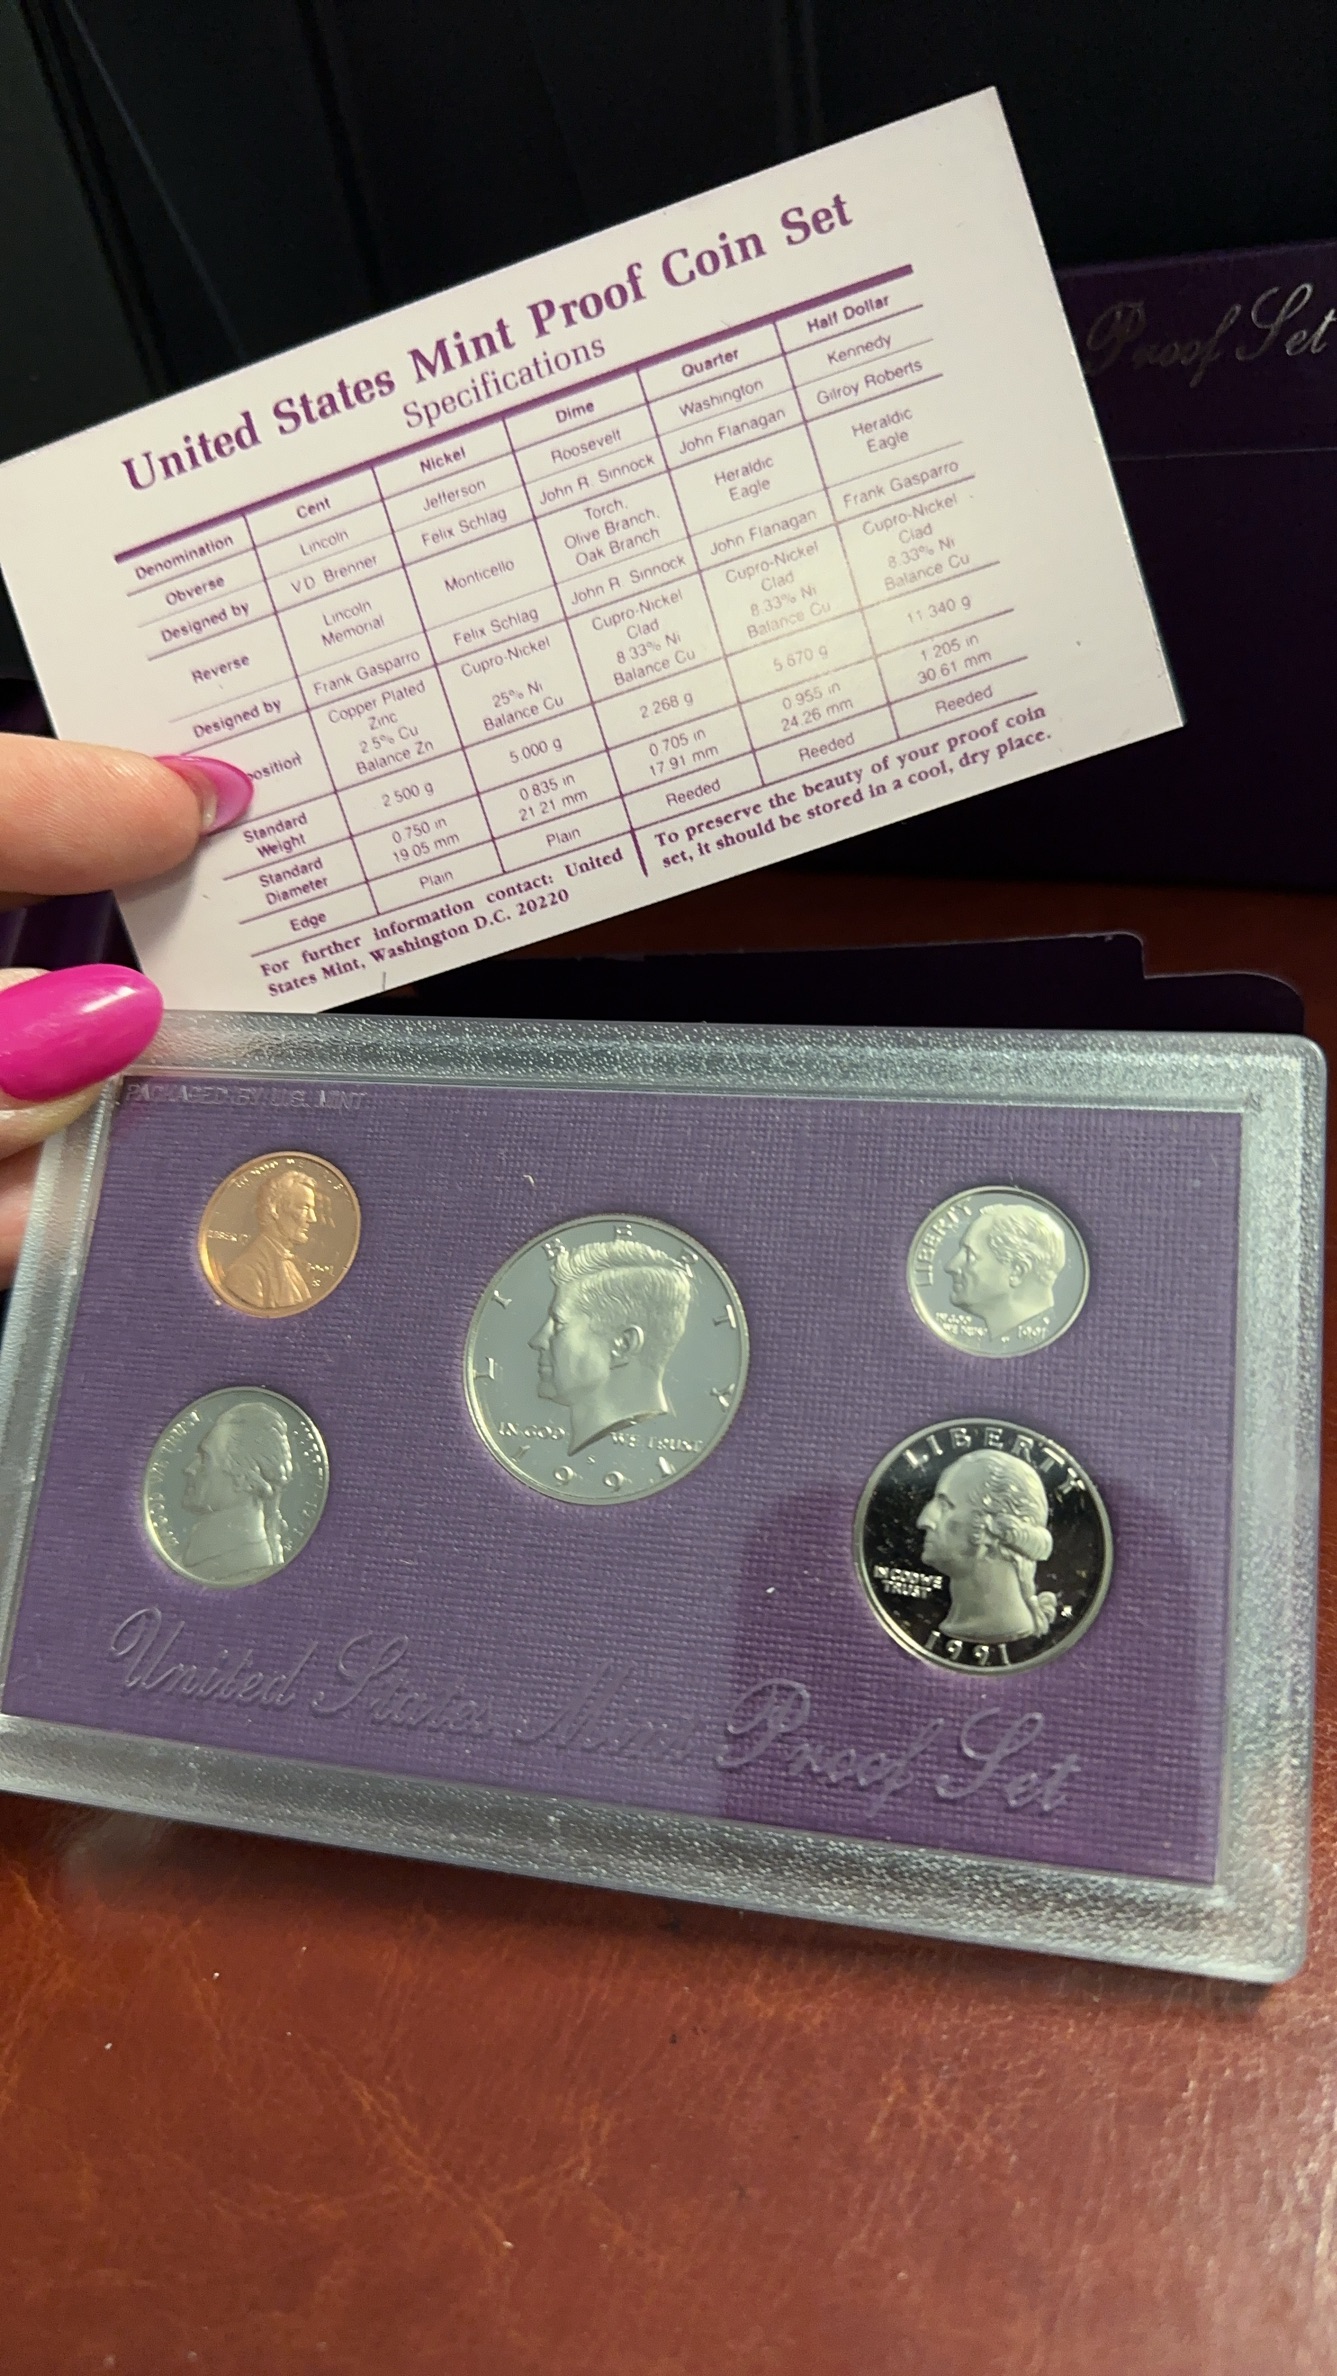 United States Mint Proof Coin Set
Specifications
Denomination Cent Nickel Dime Quarter Half Dollar
Obverse Lincoln Jefferson Roosevelt Washington Kennedy
Designed by V D Brenner Felix Schlag John R. Sinnock John Flanagan Gilroy Roberts
Reverse Lincoln Memorial Monticello Torch, Olive Branch, Oak Branch Heraldic Eagle Heraldic Eagle
Designed by Frank Gasparro Felix Schlag John R Sinnock John Flanagan Frank Gasparro
position Copper Plated Zinc 2.5% Cu Balance Zn Cupro-Nickel 25% Ni Balance Cu Cupro-Nickel Clad 8.33% Ni Balance Cu Cupro-Nickel Clad 8.33% Ni Balance Cu Cupro-Nickel Clad 8.33% Ni Balance Cu
Standard Weight 2 500 g 5.000 g 2 268 g 5.670 g 11 340 g
Standard Diameter 0.750 in 19.05 mm 0 835 in 21 21 mm 0.705 in 17 91 mm 0 955 in 24.26 mm 1 205 in 30 61 mm
Edge Plain Plain Reeded Reeded Reeded
For further information contact: United
States Mint, Washington D.C. 20220
To preserve the beauty of your proof coin
set, it should be stored in a cool, dry place.
Proof Set
PACKAGED BY U.S. MINT
LIBERTY
IN GOD WE TRUST
1991
LIBERTY
IN GOD
WE TRUST
1991
S
LIBERTY
IN GOD WE
TRUST
S
1991
United States Mint Proof Set